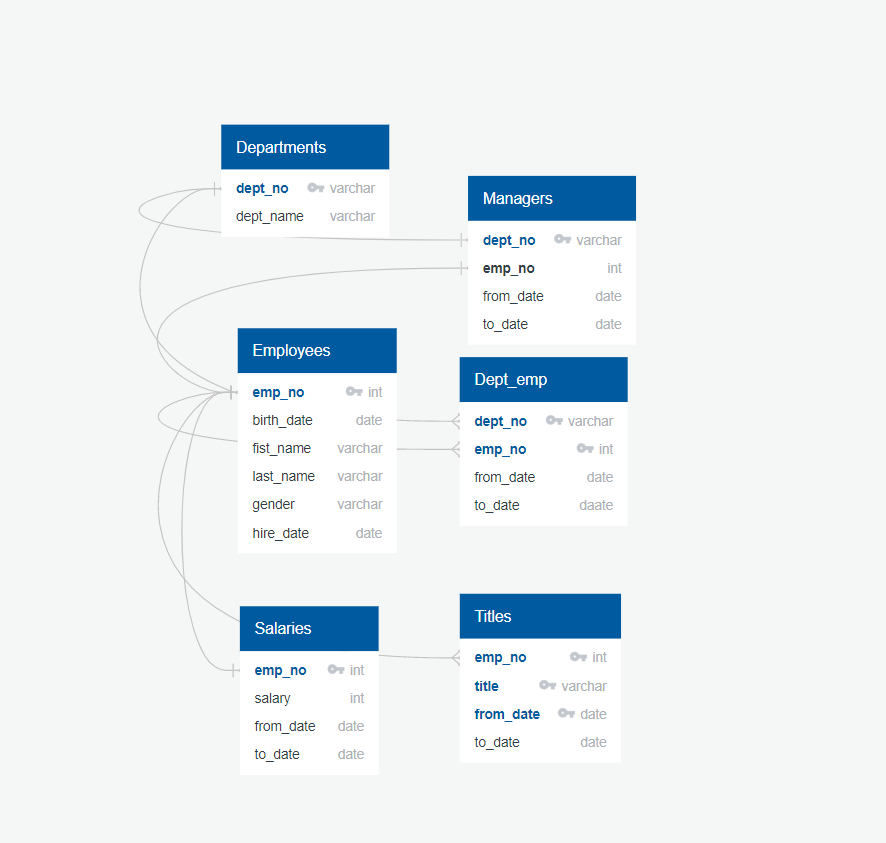 Departments
dept_no varchar
dept_name varchar
Managers
dept_no varchar
emp_no int
from_date date
to_date date
Employees
emp_no int
birth_date date
fist_name varchar
last_name varchar
gender varchar
hire_date date
Dept_emp
dept_no varchar
emp_no int
from_date date
to_date daate
Salaries
emp_no int
salary int
from_date date
to_date date
Titles
emp_no int
title varchar
from_date date
to_date date